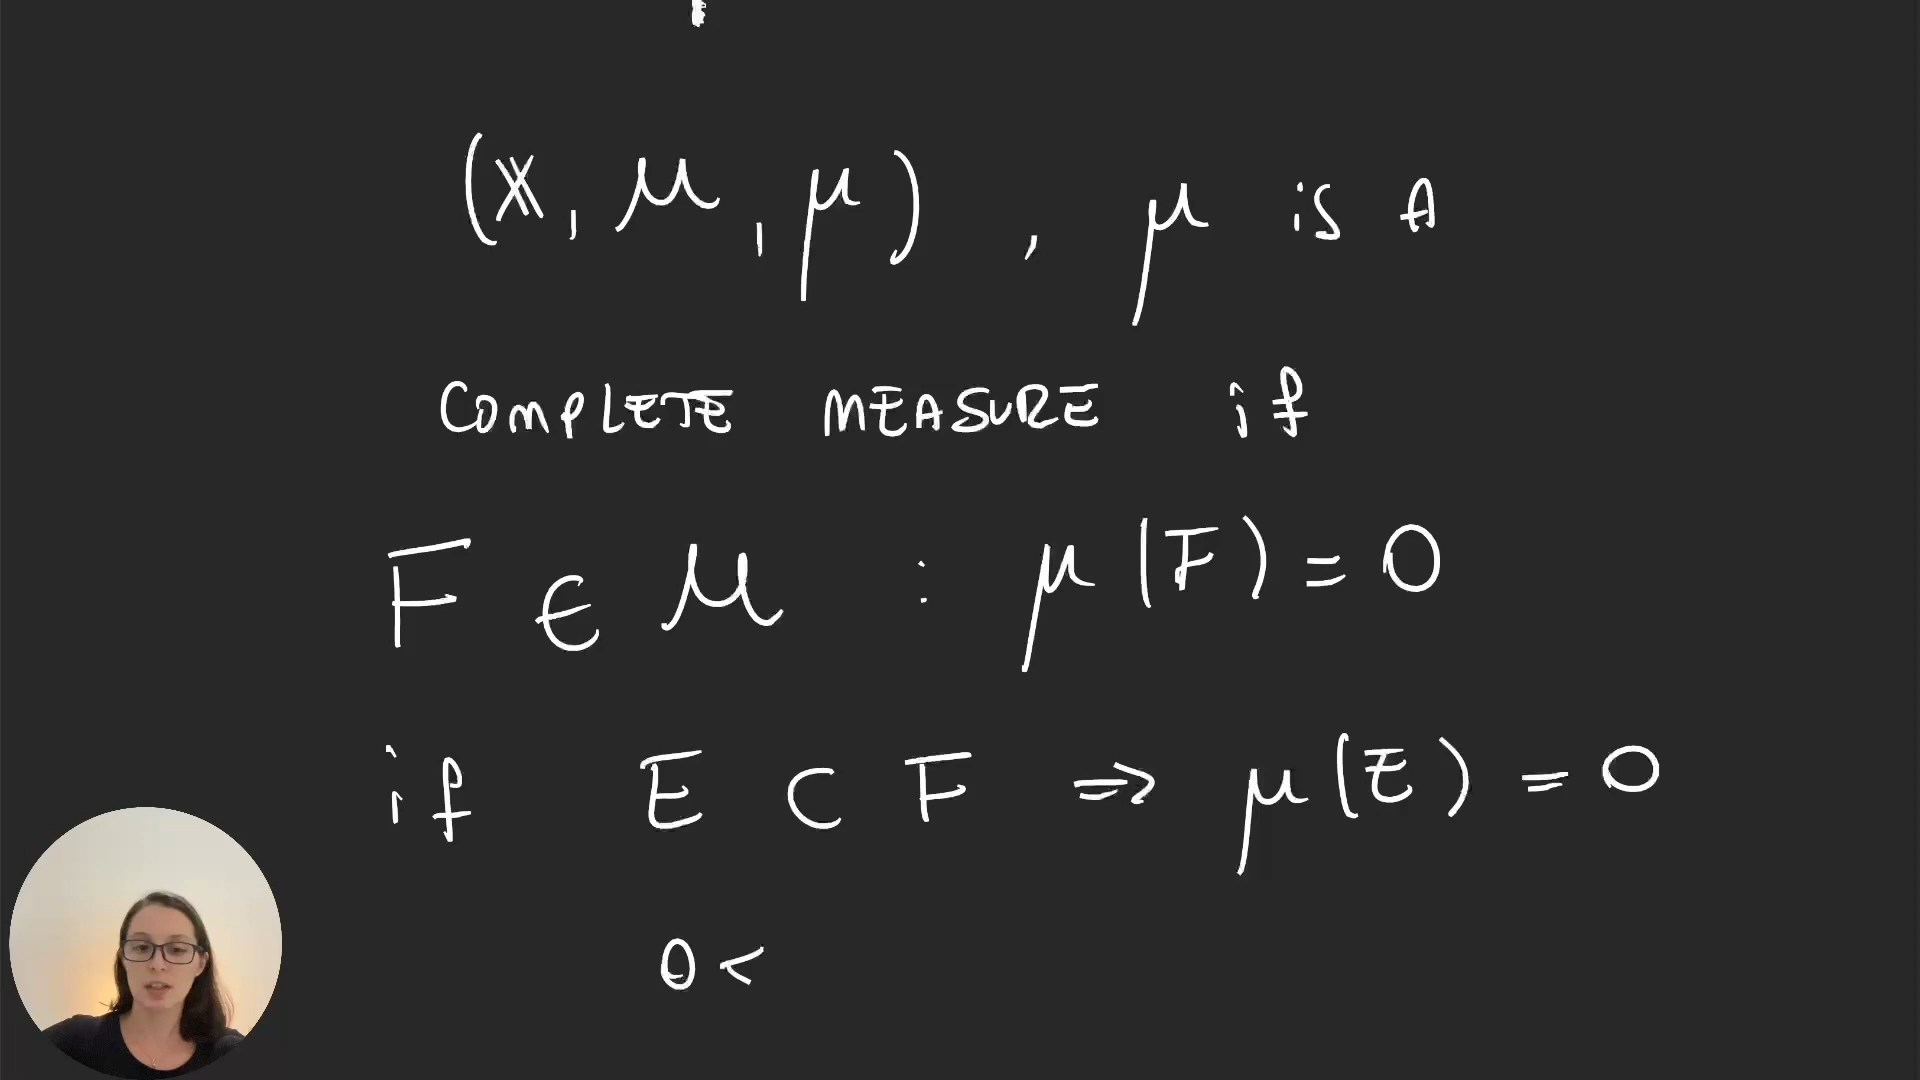 (X, M, μ), μ is A
COMPLETE MEASURE if
F ∈ M : μ(F) = 0
if E ⊂ F ⇒ μ(E) = 0
0 <